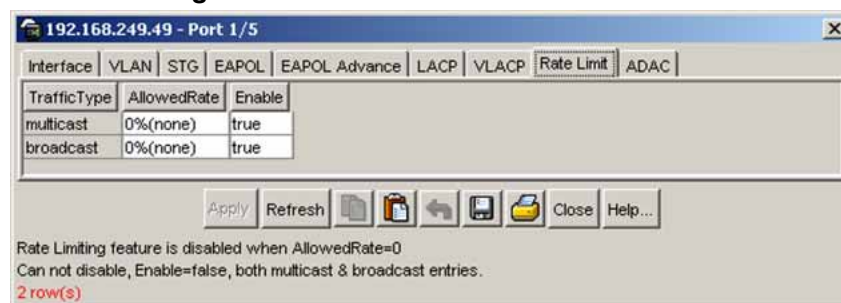 192.168.249.49 - Port 1/5
Interface VLAN STG EAPOL EAPOL Advance LACP VLACP Rate Limit ADAC
TrafficType AllowedRate Enable
multicast 0%(none) true
broadcast 0%(none) true
Apply Refresh Close Help...
Rate Limiting feature is disabled when AllowedRate=0
Can not disable, Enable=false, both multicast & broadcast entries.
2 row(s)